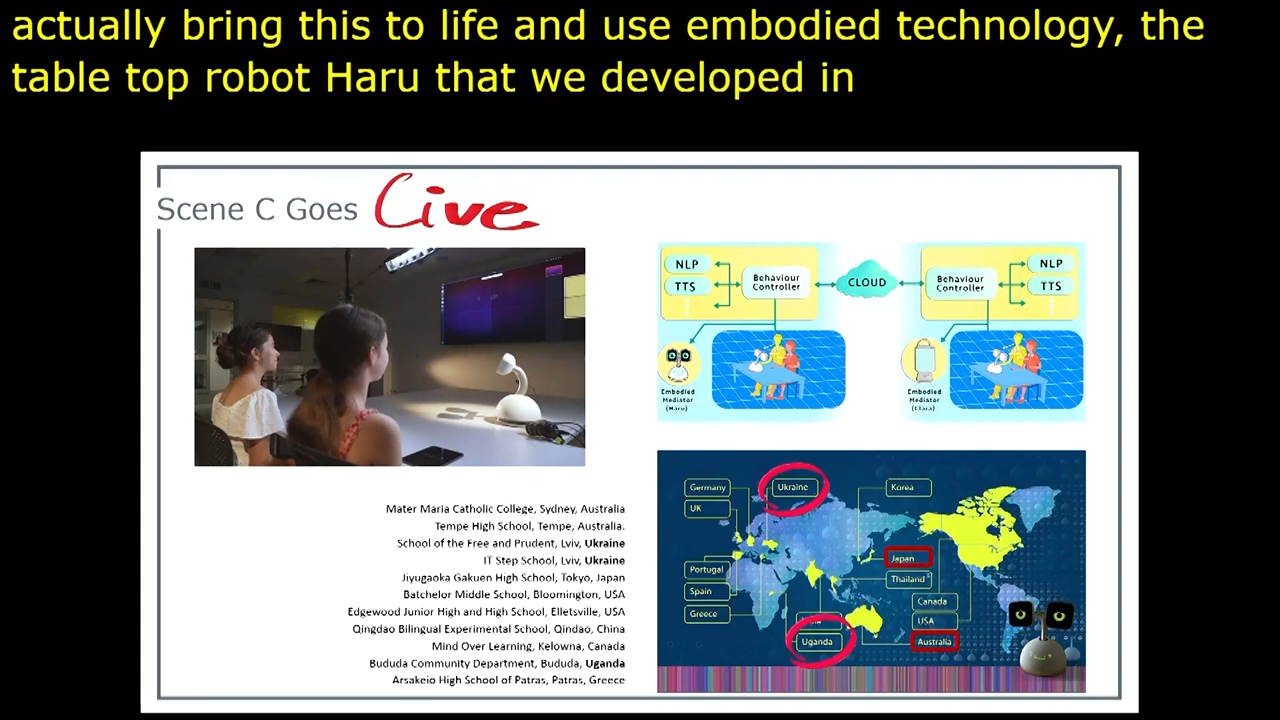 actually bring this to life and use embodied technology, the
table top robot Haru that we developed in
Scene C Goes Live
NLP
TTS
Behaviour
Controller
CLOUD
Behaviour
Controller
NLP
TTS
Embodied
Mediator
(Haru)
Embodied
Mediator
(Clara)
Mater Maria Catholic College, Sydney, Australia
Tempe High School, Tempe, Australia.
School of the Free and Prudent, Lviv, Ukraine
IT Step School, Lviv, Ukraine
Jiyugaoka Gakuen High School, Tokyo, Japan
Batchelor Middle School, Bloomington, USA
Edgewood Junior High and High School, Elletsville, USA
Qingdao Bilingual Experimental School, Qindao, China
Mind Over Learning, Kelowna, Canada
Bududa Community Department, Bududa, Uganda
Arsakeio High School of Patras, Patras, Greece
Germany
UK
Ukraine
Korea
Portugal
Spain
Greece
Japan
Thailand
Canada
USA
Uganda
Australia